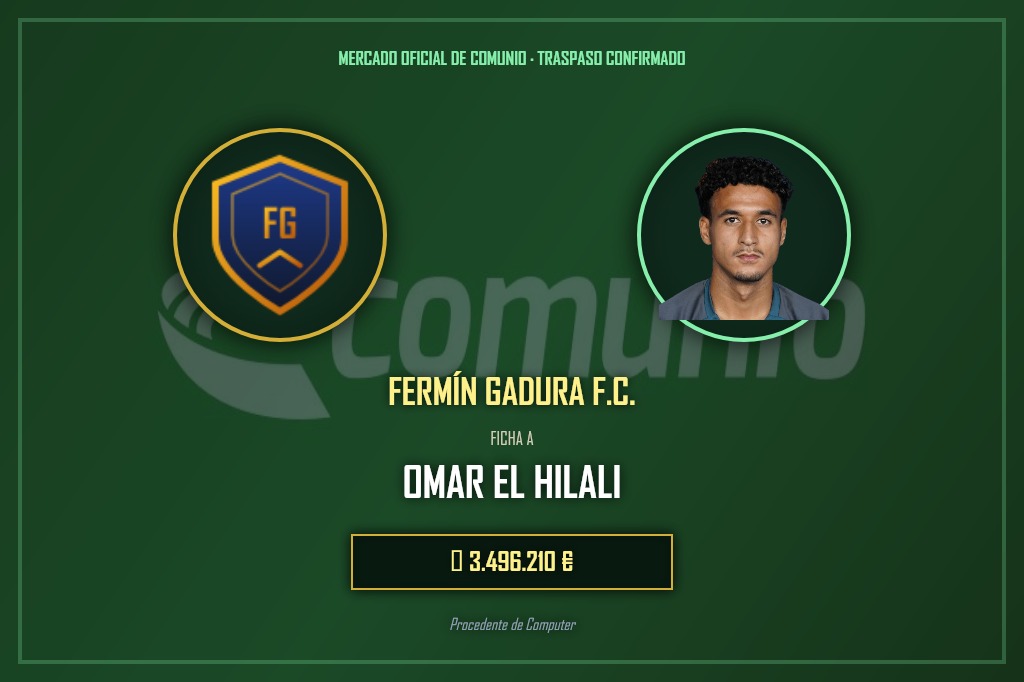 MERCADO OFICIAL DE COMUNIO · TRASPASO CONFIRMADO
FG
comunio
FERMÍN GADURA F.C.
FICHA A
OMAR EL HILALI
▯ 3.496.210 €
Procedente de Computer